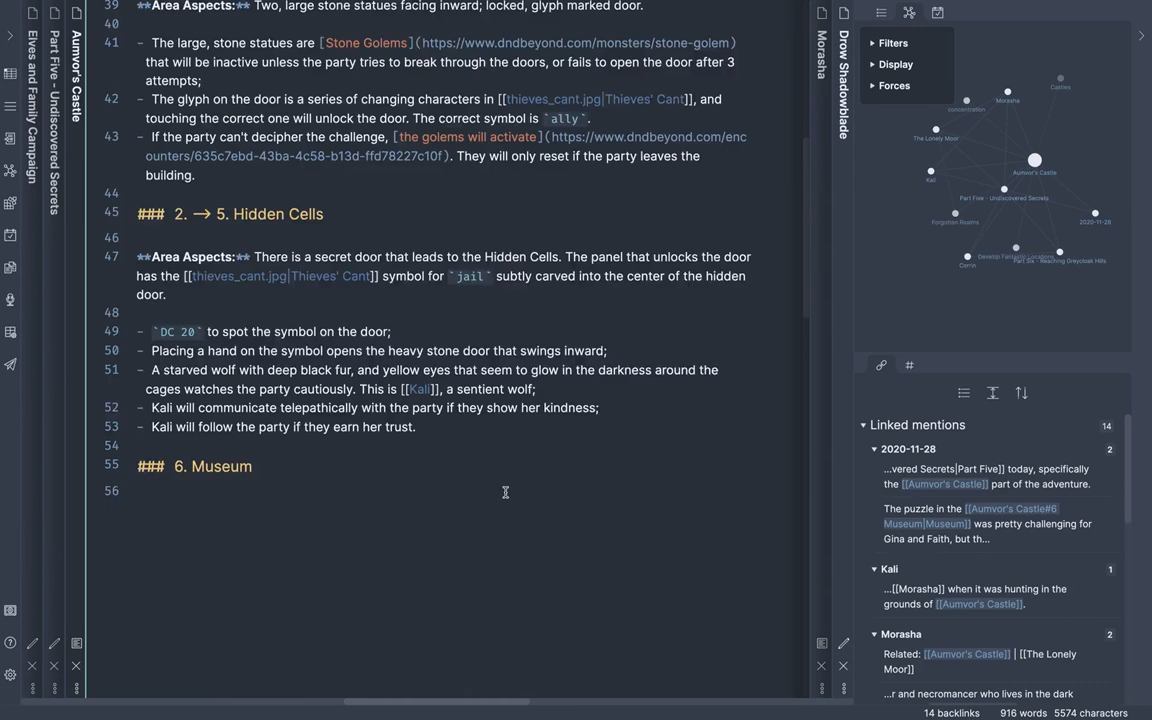 Elves and Family Campaign
Part Five - Undiscovered Secrets
Aumvor's Castle
39
**Area Aspects:** Two, large stone statues facing inward; locked, glyph marked door.
40
41 - The large, stone statues are [Stone Golems](https://www.dndbeyond.com/monsters/stone-golem)
that will be inactive unless the party tries to break through the doors, or fails to open the door after 3
attempts;
42 - The glyph on the door is a series of changing characters in [[thieves_cant.jpg|Thieves' Cant]], and
touching the correct one will unlock the door. The correct symbol is `ally`.
43 - If the party can't decipher the challenge, [the golems will activate](https://www.dndbeyond.com/enc
ounters/635c7ebd-43ba-4c58-b13d-ffd78227c10f). They will only reset if the party leaves the
building.
44
45 ### 2. → 5. Hidden Cells
46
47 **Area Aspects:** There is a secret door that leads to the Hidden Cells. The panel that unlocks the door
has the [[thieves_cant.jpg|Thieves' Cant]] symbol for `jail` subtly carved into the center of the hidden
door.
48
49 - `DC 20` to spot the symbol on the door;
50 - Placing a hand on the symbol opens the heavy stone door that swings inward;
51 - A starved wolf with deep black fur, and yellow eyes that seem to glow in the darkness around the
cages watches the party cautiously. This is [[Kali]], a sentient wolf;
52 - Kali will communicate telepathically with the party if they show her kindness;
53 - Kali will follow the party if they earn her trust.
54
55 ### 6. Museum
56
Morasha
Drow Shadowblade
Filters
Display
Forces
Castles
Morasha
concentration
The Lonely Moor
Aumvor's Castle
Kali
Part Five - Undiscovered Secrets
Forgotten Realms
2020-11-28
Develop Fantastic Locations
Part Six - Reaching Greycloak Hills
Cerrin
Linked mentions 14
2020-11-28 2
...vered Secrets|Part Five]] today, specifically
the [[Aumvor's Castle]] part of the adventure.
The puzzle in the [[Aumvor's Castle#6
Museum|Museum]] was pretty challenging for
Gina and Faith, but th...
Kali 1
...[[Morasha]] when it was hunting in the
grounds of [[Aumvor's Castle]].
Morasha 2
Related: [[Aumvor's Castle]] | [[The Lonely
Moor]]
...r and necromancer who lives in the dark
14 backlinks 916 words 5574 characters